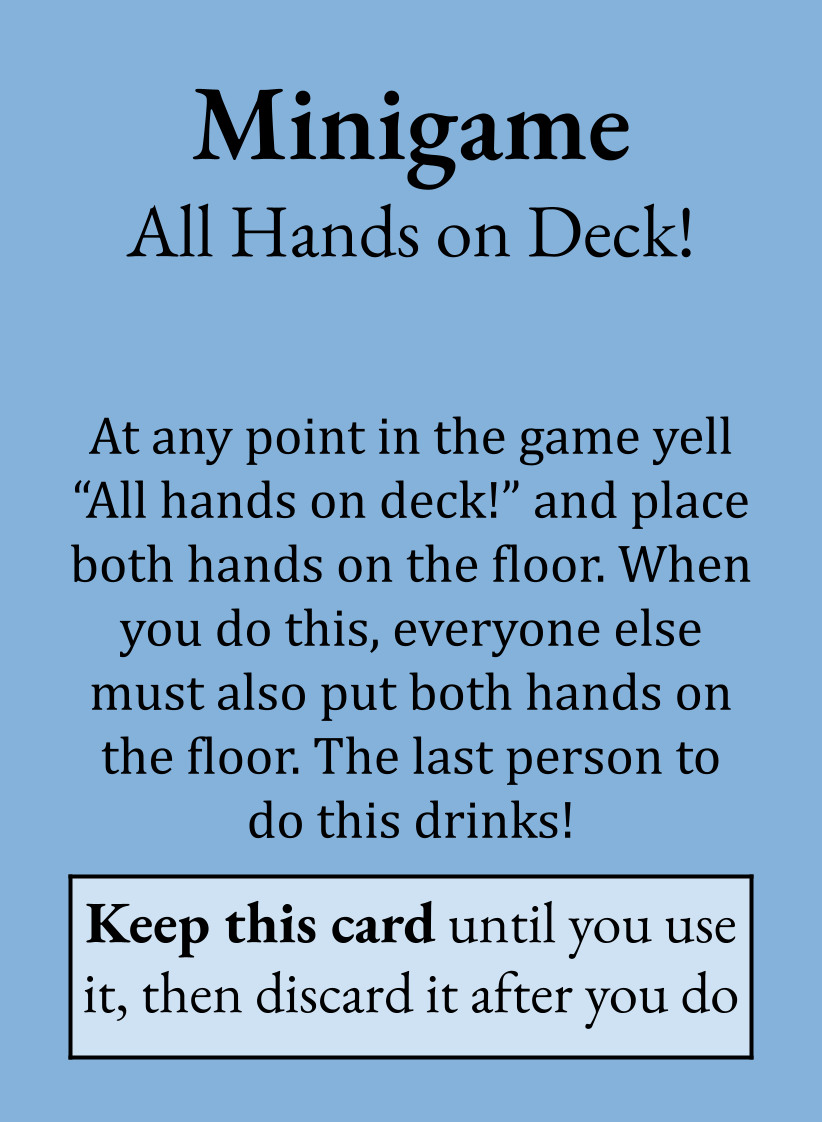 Minigame
All Hands on Deck!
At any point in the game yell
“All hands on deck!” and place
both hands on the floor. When
you do this, everyone else
must also put both hands on
the floor. The last person to
do this drinks!
Keep this card until you use
it, then discard it after you do